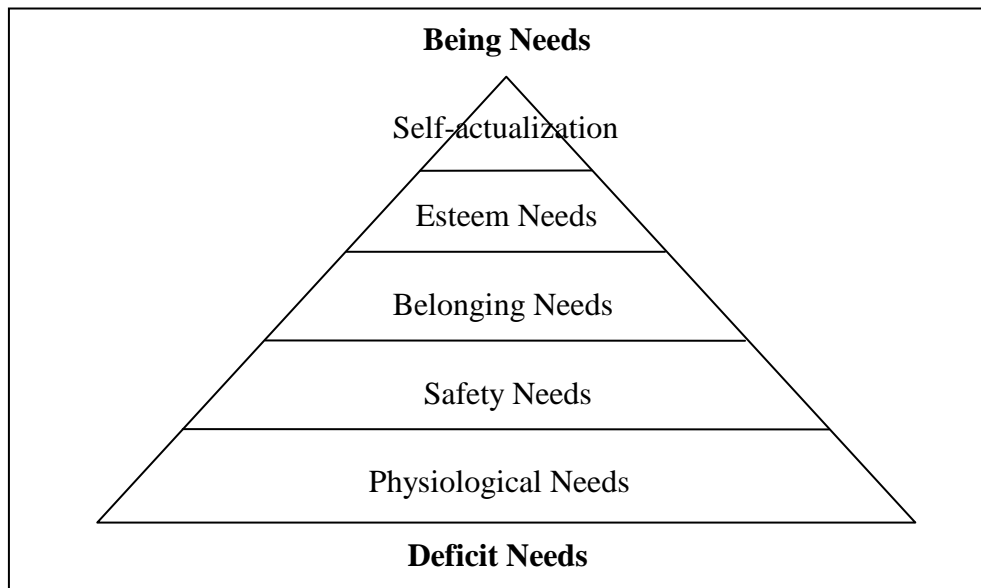 Being Needs
Self-actualization
Esteem Needs
Belonging Needs
Safety Needs
Physiological Needs
Deficit Needs